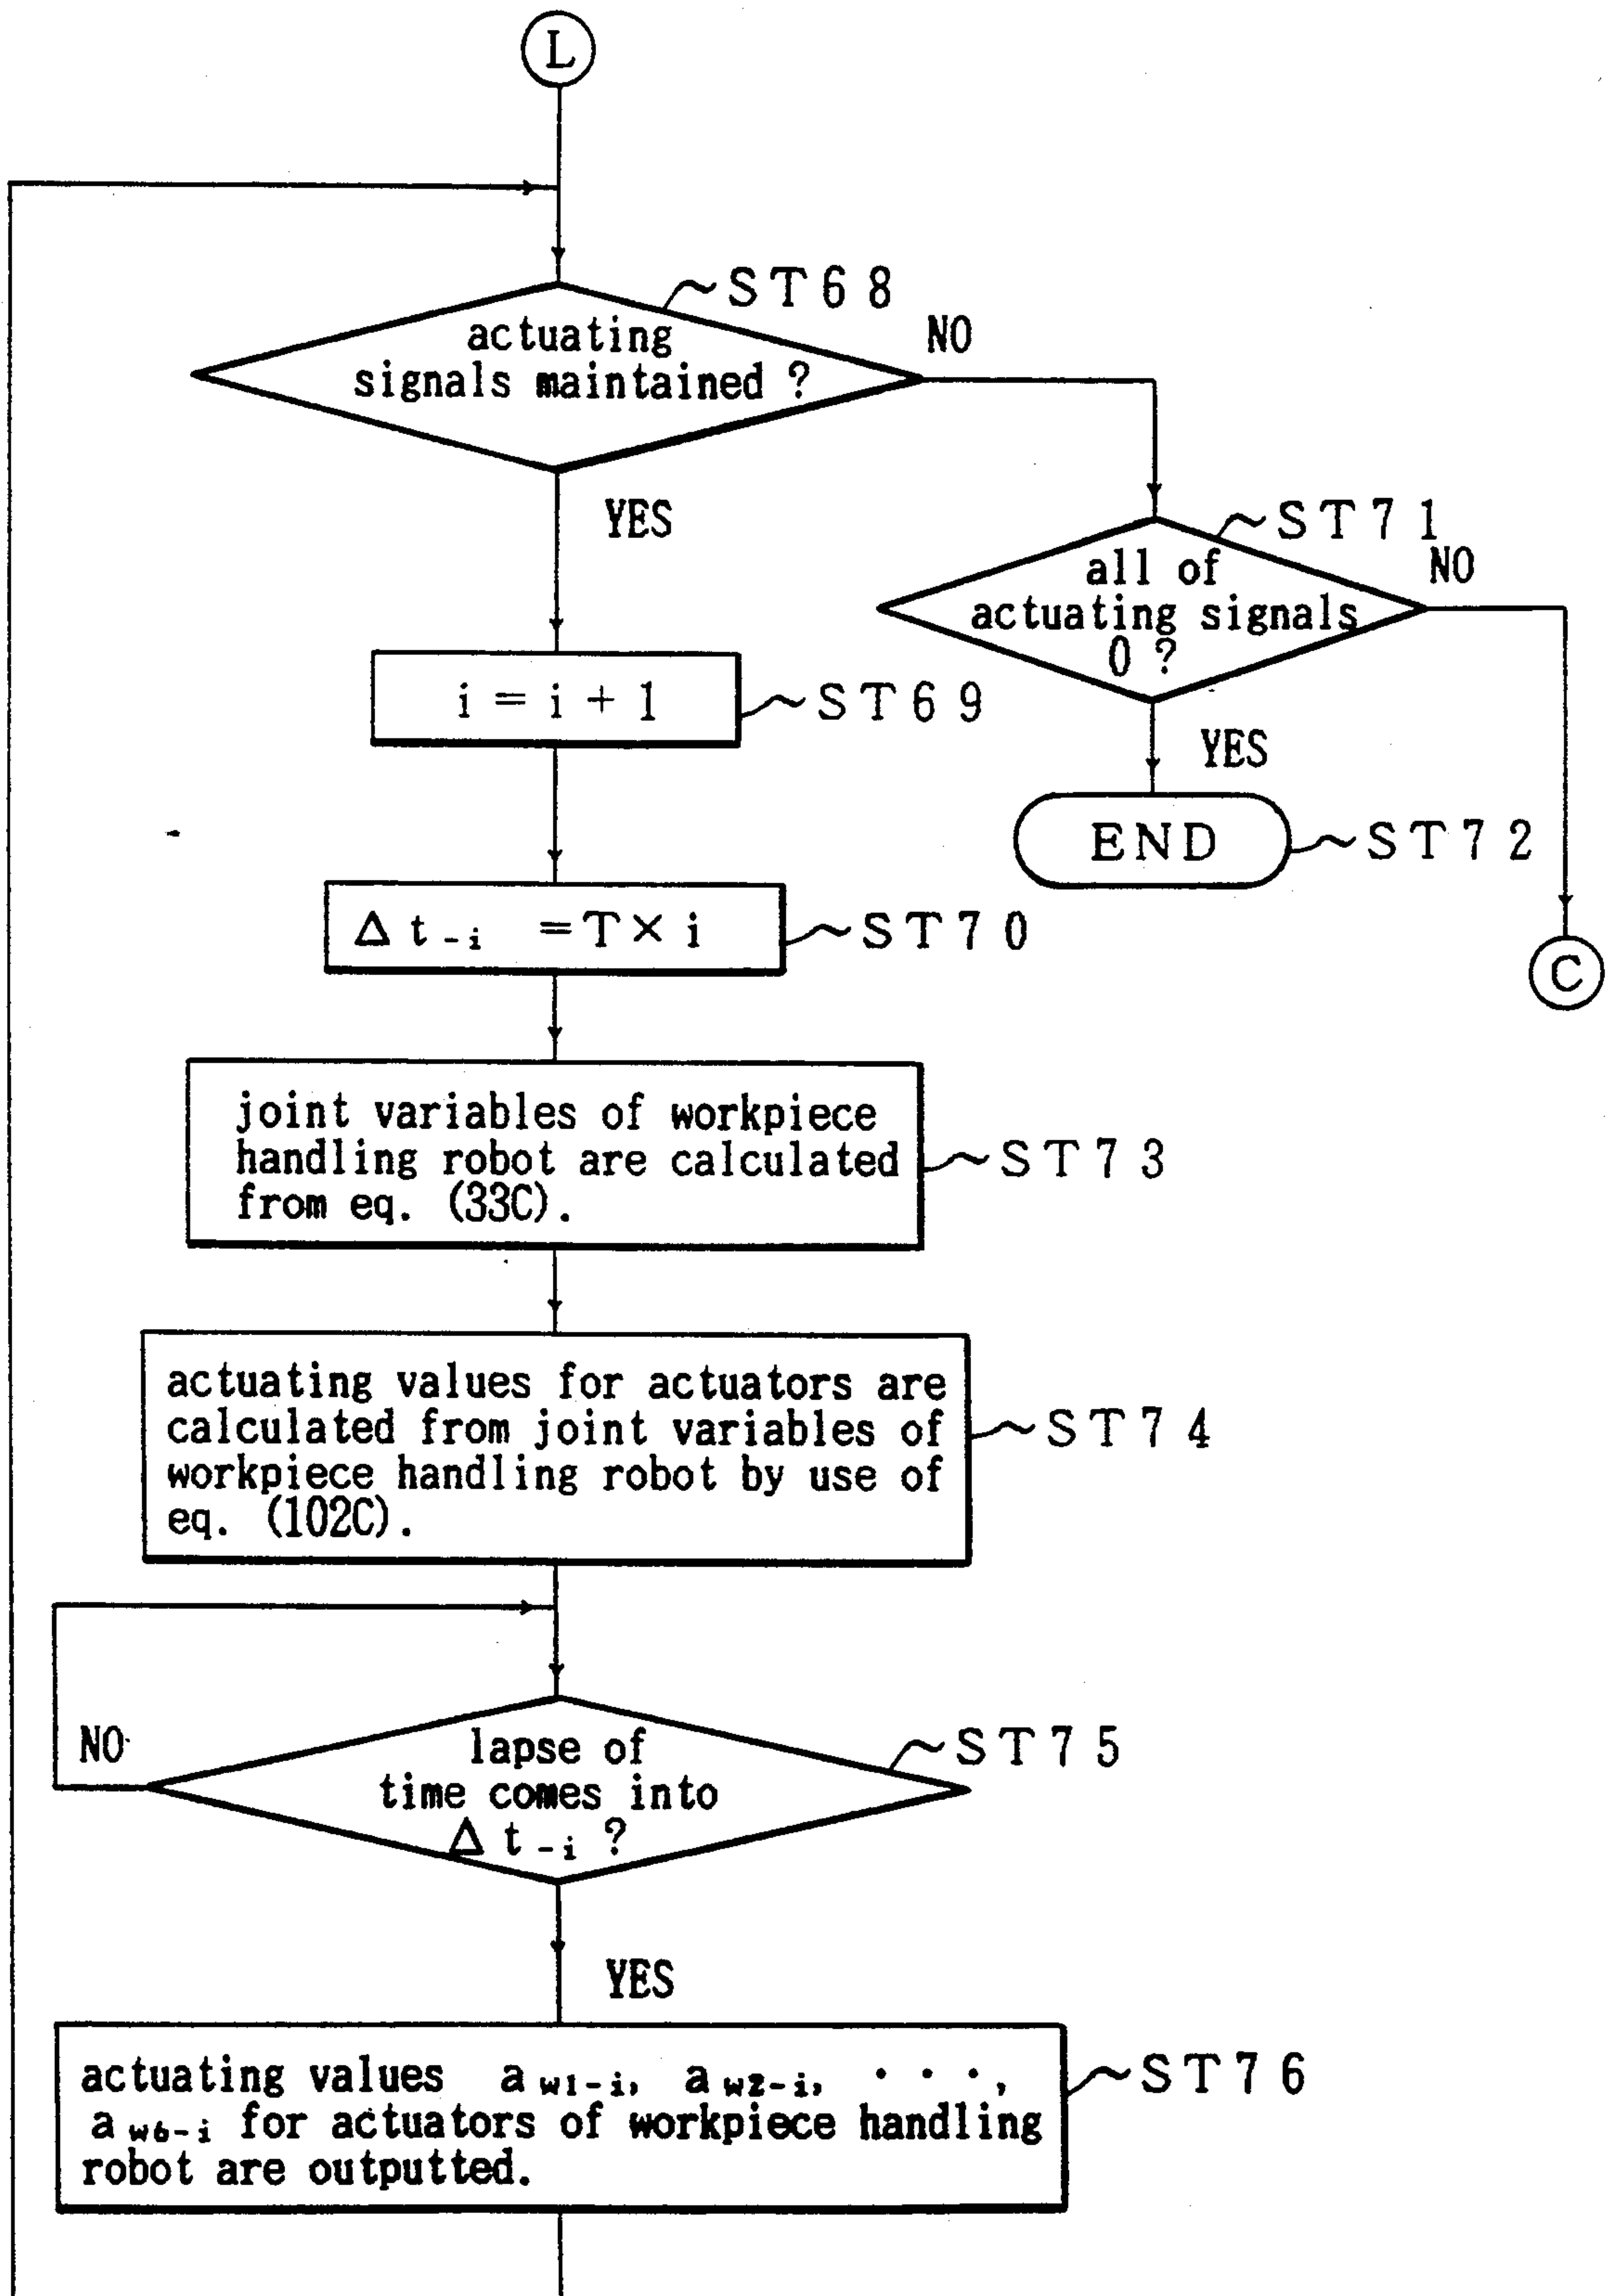 L
ST68
actuating
signals maintained ?
NO
YES
ST71
all of
actuating signals
0 ?
NO
i = i + 1
ST69
YES
END
ST72
Δ t -i = T × i
ST70
C
joint variables of workpiece
handling robot are calculated
from eq. (33C).
ST73
actuating values for actuators are
calculated from joint variables of
workpiece handling robot by use of
eq. (102C).
ST74
NO
lapse of
time comes into
Δ t -i ?
ST75
YES
actuating values a w1-i, a w2-i, · · ·,
a w6-i for actuators of workpiece handling
robot are outputted.
ST76